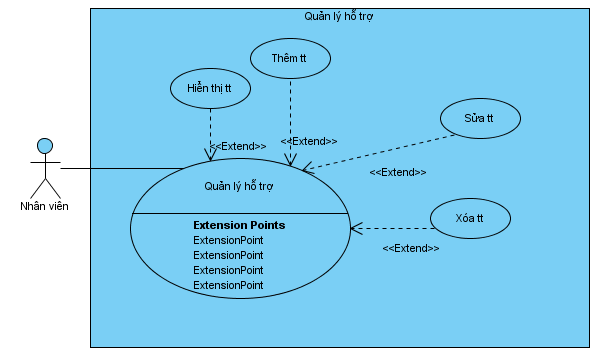 Quản lý hỗ trợ
Thêm tt
Hiển thị tt
Sửa tt
<<Extend>>
<<Extend>>
<<Extend>>
Nhân viên
Quản lý hỗ trợ
Xóa tt
Extension Points
ExtensionPoint
ExtensionPoint
ExtensionPoint
ExtensionPoint
<<Extend>>